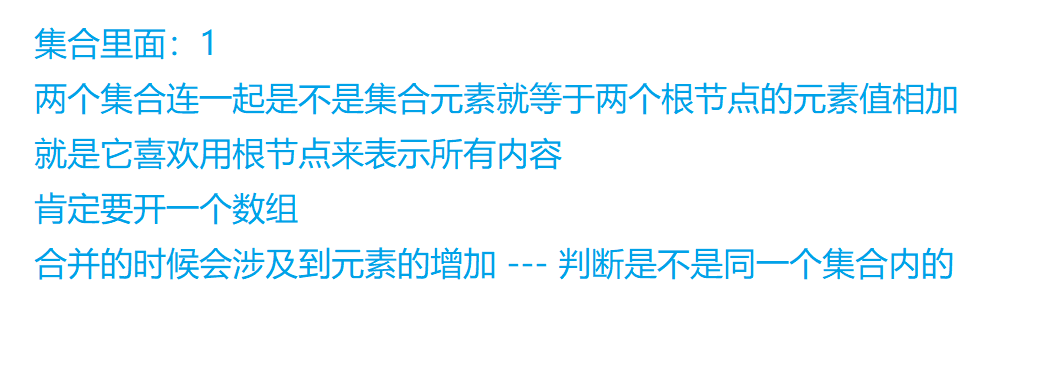 集合里面：1
两个集合连一起是不是集合元素就等于两个根节点的元素值相加
就是它喜欢用根节点来表示所有内容
肯定要开一个数组
合并的时候会涉及到元素的增加 --- 判断是不是同一个集合内的